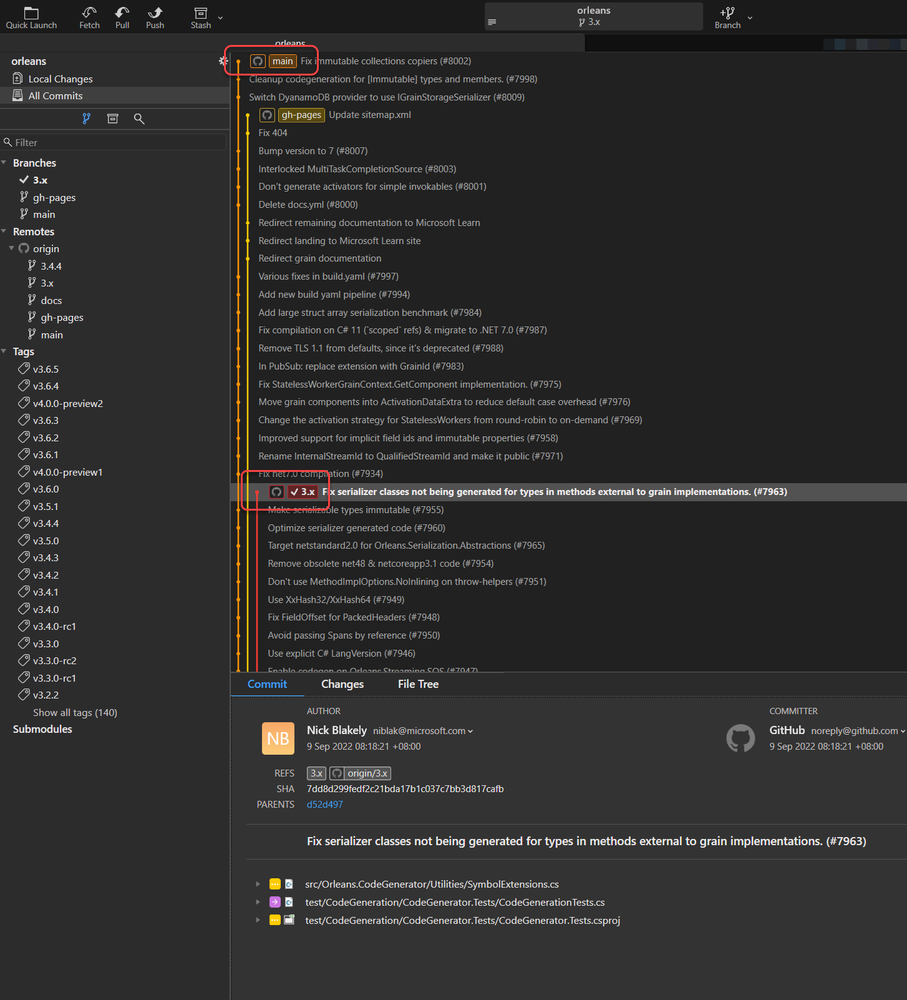 Quick Launch
Fetch
Pull
Push
Stash
orleans
3.x
Branch
orleans
orleans
Local Changes
All Commits
Filter
Branches
3.x
gh-pages
main
Remotes
origin
3.4.4
3.x
docs
gh-pages
main
Tags
v3.6.5
v3.6.4
v4.0.0-preview2
v3.6.3
v3.6.2
v3.6.1
v4.0.0-preview1
v3.6.0
v3.5.1
v3.4.4
v3.5.0
v3.4.3
v3.4.2
v3.4.1
v3.4.0
v3.4.0-rc1
v3.3.0
v3.3.0-rc2
v3.3.0-rc1
v3.2.2
Show all tags (140)
Submodules
main Fix immutable collections copiers (#8002)
Cleanup codegeneration for [Immutable] types and members. (#7998)
Switch DyanamoDB provider to use IGrainStorageSerializer (#8009)
gh-pages Update sitemap.xml
Fix 404
Bump version to 7 (#8007)
Interlocked MultiTaskCompletionSource (#8003)
Don't generate activators for simple invokables (#8001)
Delete docs.yml (#8000)
Redirect remaining documentation to Microsoft Learn
Redirect landing to Microsoft Learn site
Redirect grain documentation
Various fixes in build.yaml (#7997)
Add new build yaml pipeline (#7994)
Add large struct array serialization benchmark (#7984)
Fix compilation on C# 11 (`scoped` refs) & migrate to .NET 7.0 (#7987)
Remove TLS 1.1 from defaults, since it's deprecated (#7988)
In PubSub: replace extension with GrainId (#7983)
Fix StatelessWorkerGrainContext.GetComponent implementation. (#7975)
Move grain components into ActivationDataExtra to reduce default case overhead (#7976)
Change the activation strategy for StatelessWorkers from round-robin to on-demand (#7969)
Improved support for implicit field ids and immutable properties (#7958)
Rename InternalStreamId to QualifiedStreamId and make it public (#7971)
Fix net7.0 compilation (#7934)
3.x Fix serializer classes not being generated for types in methods external to grain implementations. (#7963)
Make serializable types immutable (#7955)
Optimize serializer generated code (#7960)
Target netstandard2.0 for Orleans.Serialization.Abstractions (#7965)
Remove obsolete net48 & netcoreapp3.1 code (#7954)
Don't use MethodImplOptions.NoInlining on throw-helpers (#7951)
Use XxHash32/XxHash64 (#7949)
Fix FieldOffset for PackedHeaders (#7948)
Avoid passing Spans by reference (#7950)
Use explicit C# LangVersion (#7946)
Enable codegen on Orleans.Streaming.SQS (#7947)
Commit
Changes
File Tree
AUTHOR
NB
Nick Blakely niblak@microsoft.com
9 Sep 2022 08:18:21 +08:00
COMMITTER
GitHub noreply@github.com
9 Sep 2022 08:18:21 +08:00
REFS 3.x origin/3.x
SHA 7dd8d299fedf2c21bda17b1c037c7bb3d817cafb
PARENTS d52d497
Fix serializer classes not being generated for types in methods external to grain implementations. (#7963)
src/Orleans.CodeGenerator/Utilities/SymbolExtensions.cs
test/CodeGeneration/CodeGenerator.Tests/CodeGenerationTests.cs
test/CodeGeneration/CodeGenerator.Tests/CodeGenerator.Tests.csproj